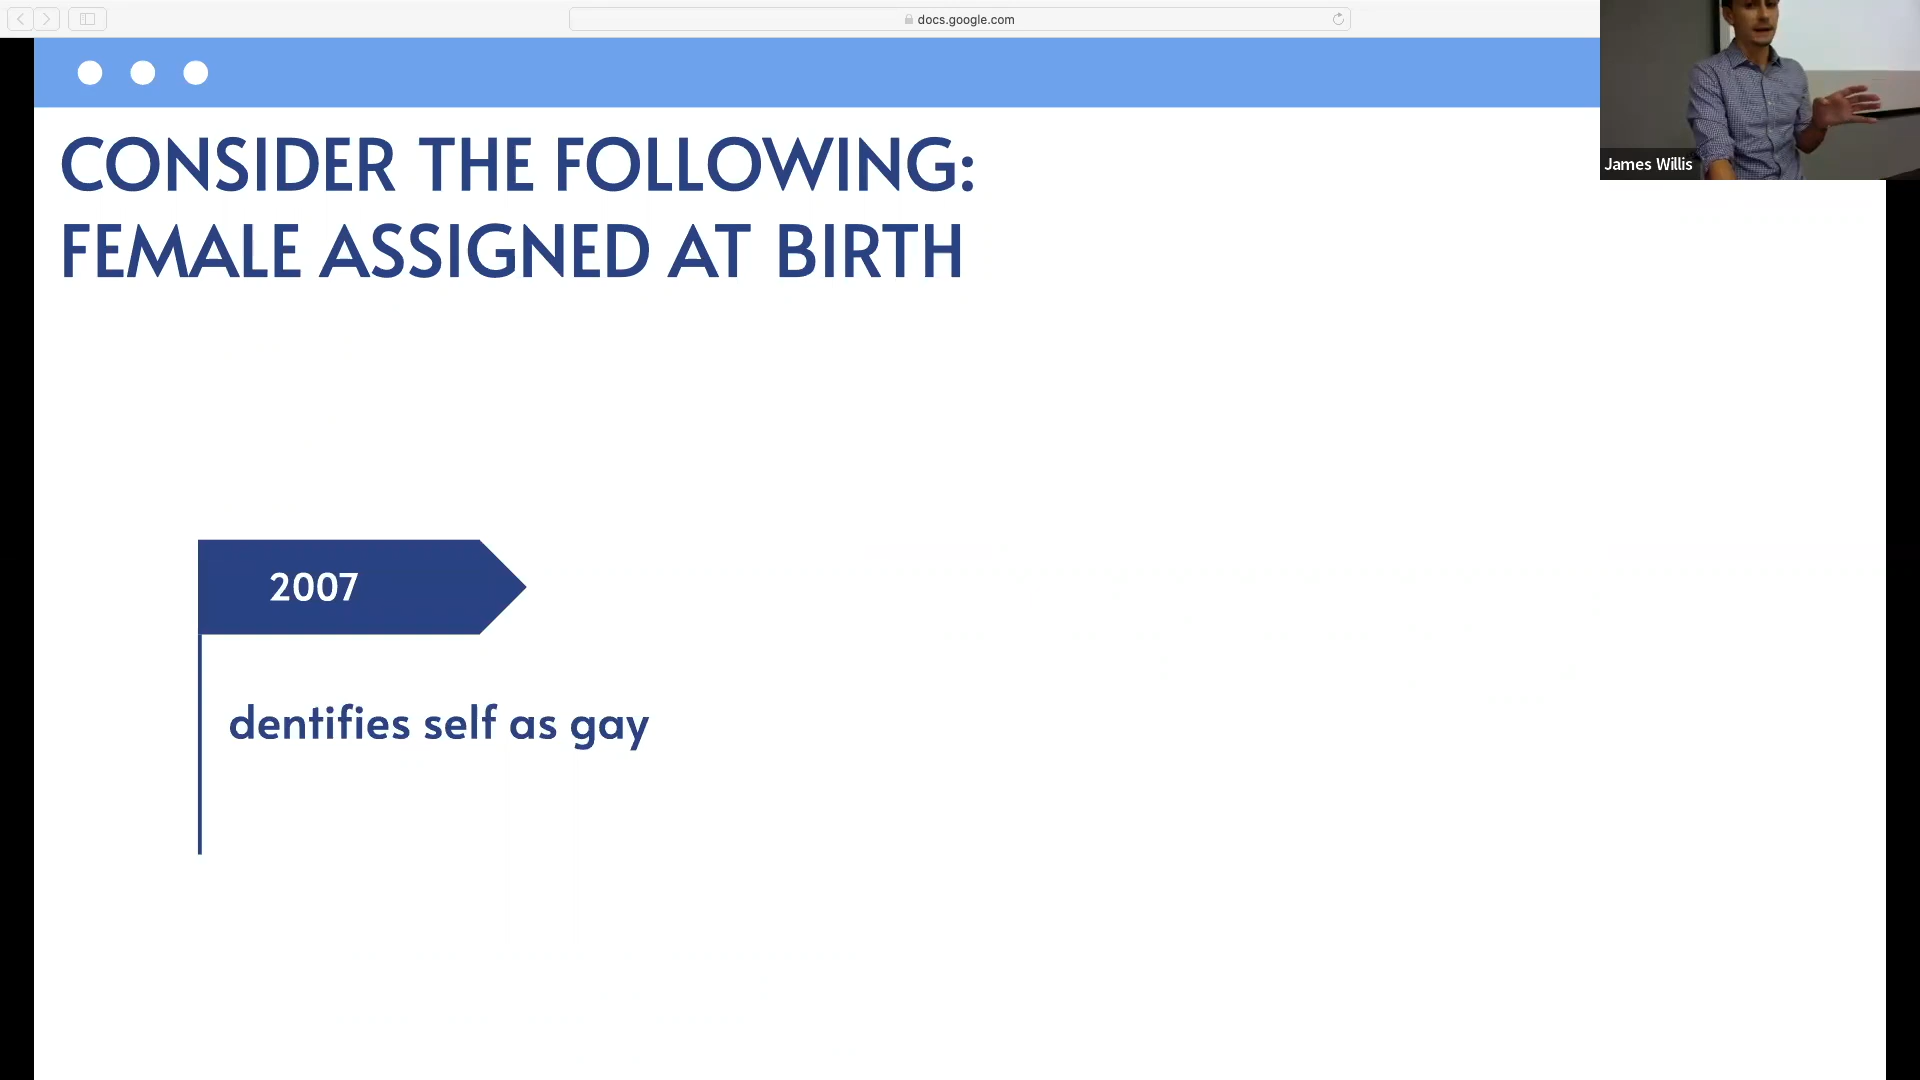 docs.google.com
CONSIDER THE FOLLOWING:
FEMALE ASSIGNED AT BIRTH
James Willis
2007
dentifies self as gay